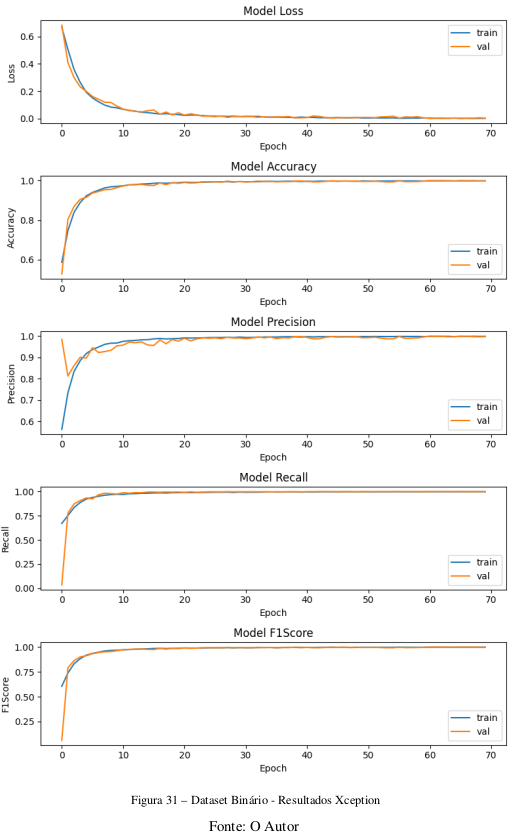 Model Loss
0.6
0.4
0.2
0.0
Loss
train
val
0 10 20 30 40 50 60 70
Epoch
Model Accuracy
1.0
0.8
0.6
Accuracy
train
val
0 10 20 30 40 50 60 70
Epoch
Model Precision
1.0
0.9
0.8
0.7
0.6
Precision
train
val
0 10 20 30 40 50 60 70
Epoch
Model Recall
1.00
0.75
0.50
0.25
0.00
Recall
train
val
0 10 20 30 40 50 60 70
Epoch
Model F1Score
1.00
0.75
0.50
0.25
F1Score
train
val
0 10 20 30 40 50 60 70
Epoch
Figura 31 – Dataset Binário - Resultados Xception
Fonte: O Autor